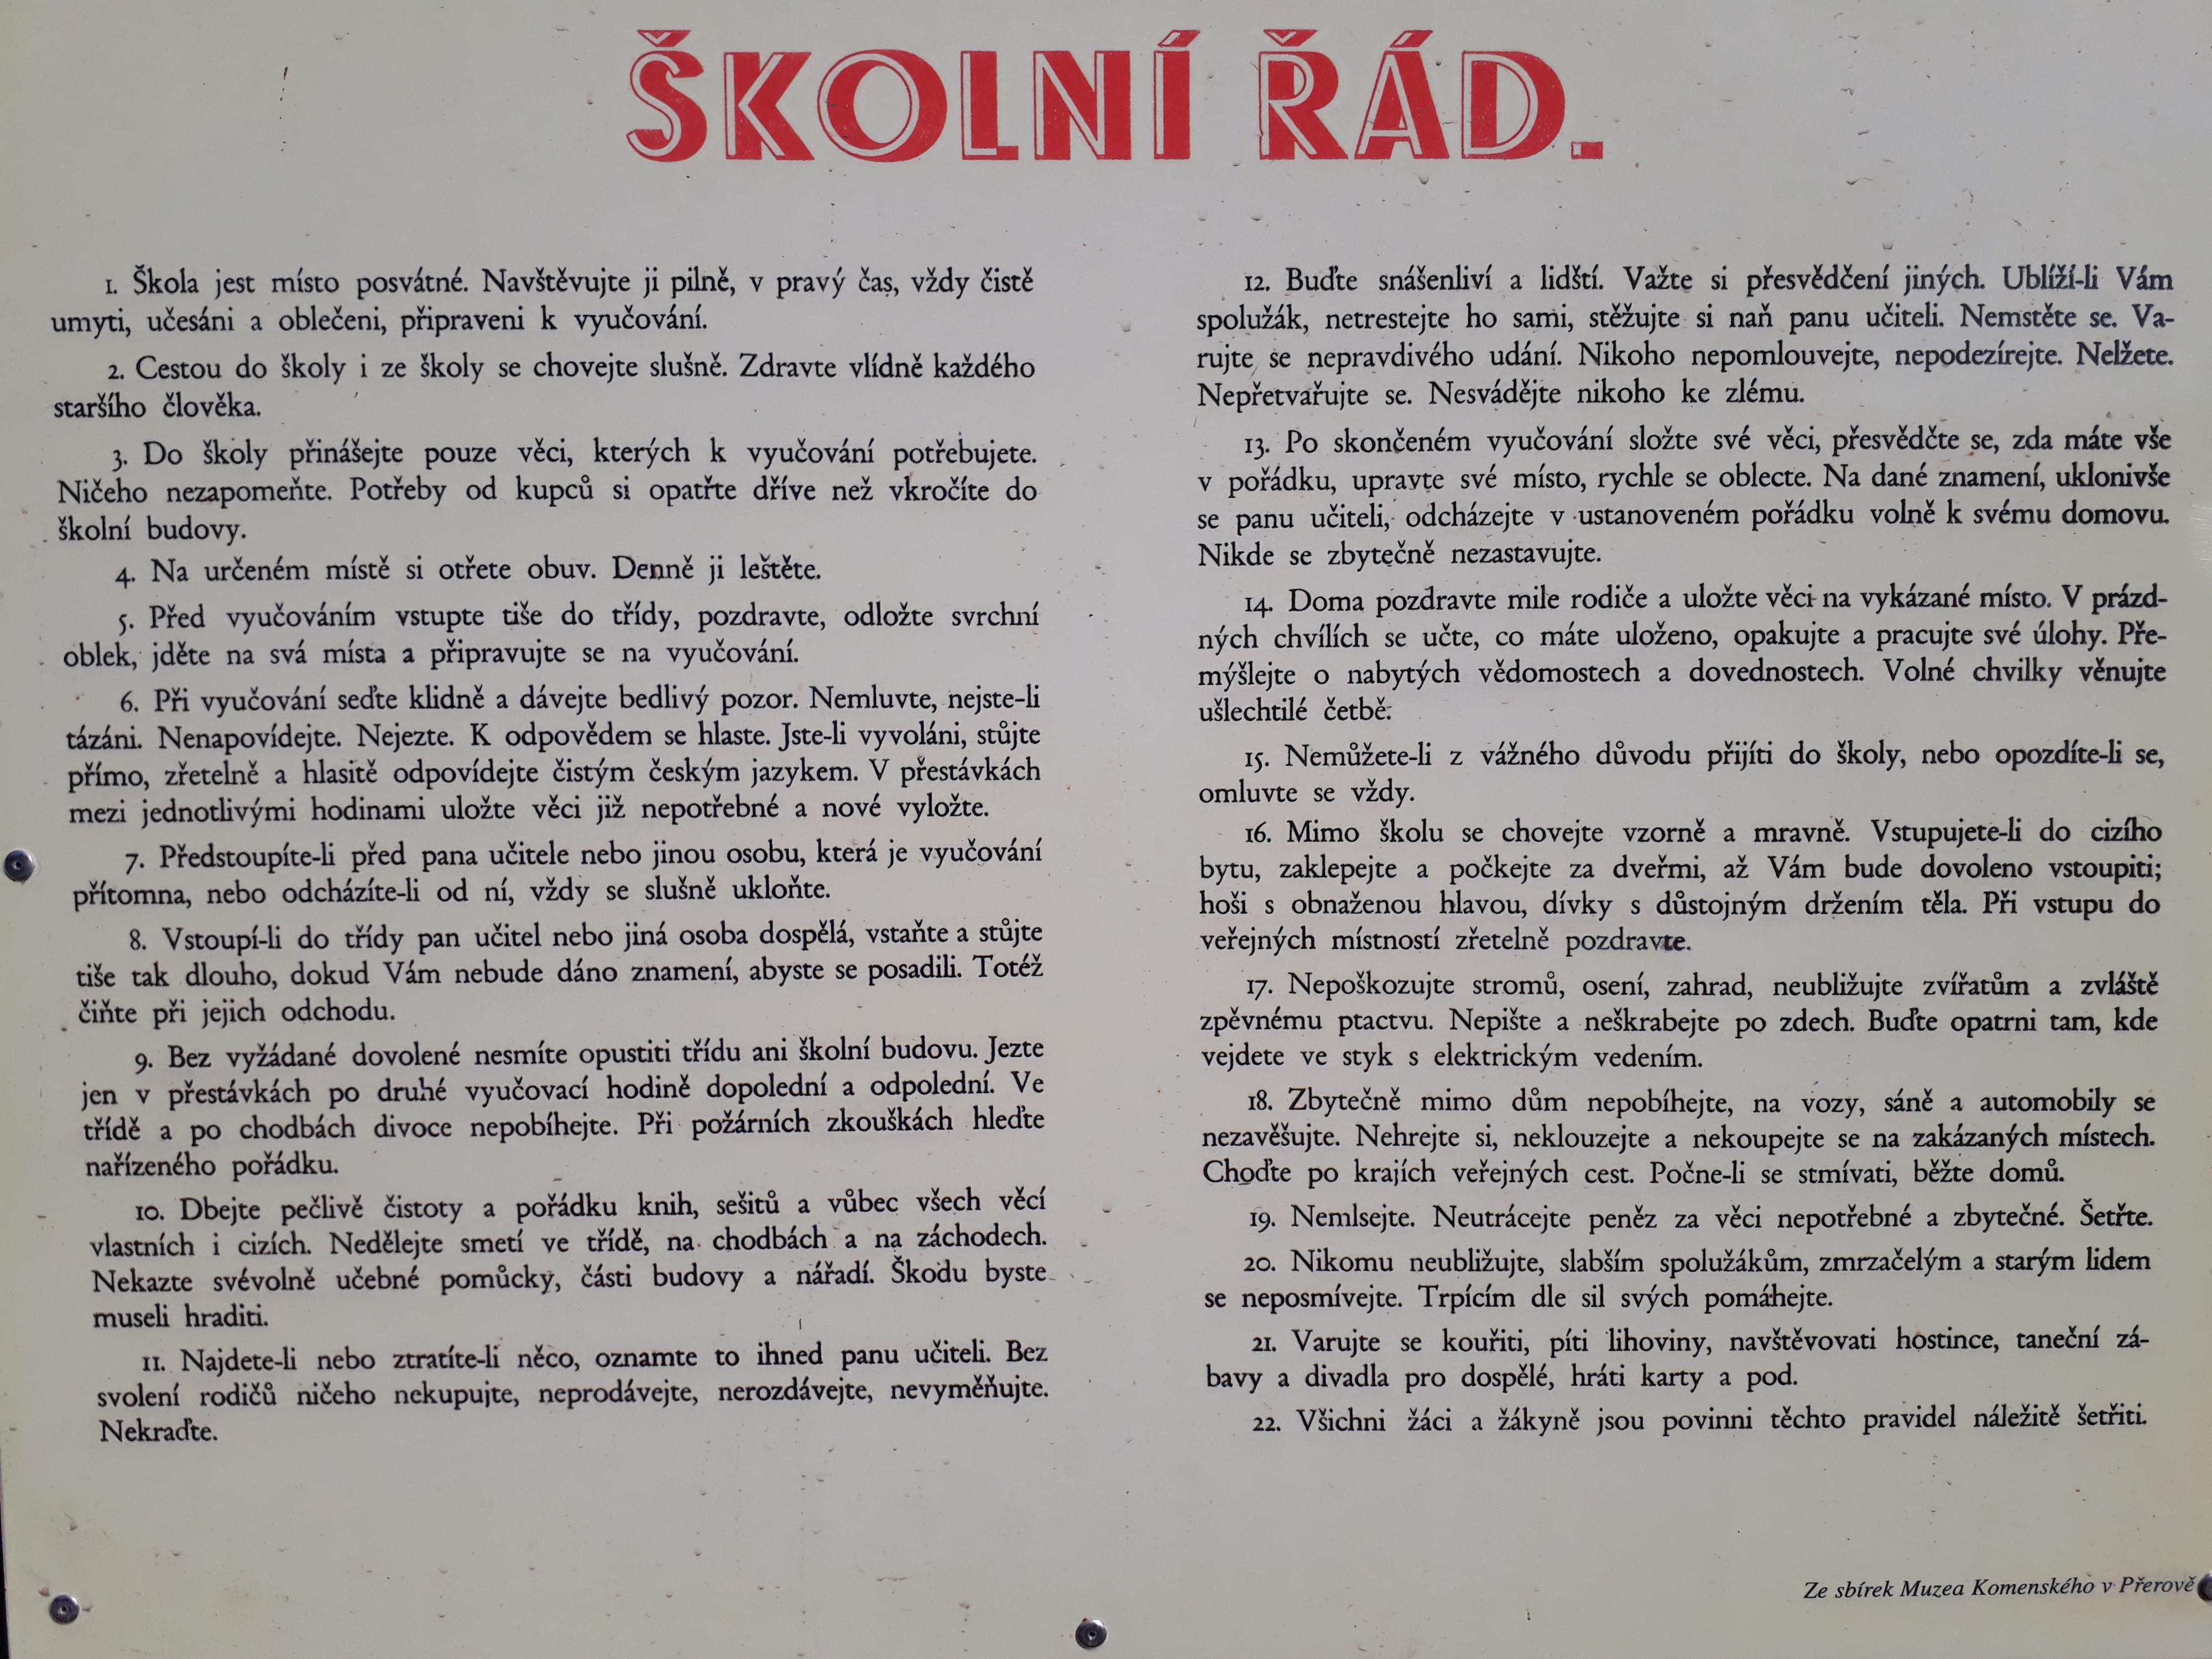 ŠKOLNÍ ŘÁD.
1. Škola jest místo posvátné. Navštěvujte ji pilně, v pravý čas, vždy čistě
umyti, učesáni a oblečeni, připraveni k vyučování.
2. Cestou do školy i ze školy se chovejte slušně. Zdravte vlídně každého
staršího člověka.
3. Do školy přinášejte pouze věci, kterých k vyučování potřebujete.
Ničeho nezapomeňte. Potřeby od kupců si opatřte dříve než vkročíte do
školní budovy.
4. Na určeném místě si otřete obuv. Denně ji leštěte.
5. Před vyučováním vstupte tiše do třídy, pozdravte, odložte svrchní
oblek, jděte na svá místa a připravujte se na vyučování.
6. Při vyučování seďte klidně a dávejte bedlivý pozor. Nemluvte, nejste-li
tázáni. Nenapovídejte. Nejezte. K odpovědem se hlaste. Jste-li vyvoláni, stůjte
přímo, zřetelně a hlasitě odpovídejte čistým českým jazykem. V přestávkách
mezi jednotlivými hodinami uložte věci již nepotřebné a nové vyložte.
7. Předstoupíte-li před pana učitele nebo jinou osobu, která je vyučování
přítomna, nebo odcházíte-li od ní, vždy se slušně ukloňte.
8. Vstoupí-li do třídy pan učitel nebo jiná osoba dospělá, vstaňte a stůjte
tiše tak dlouho, dokud Vám nebude dáno znamení, abyste se posadili. Totéž
čiňte při jejich odchodu.
9. Bez vyžádané dovolené nesmíte opustiti třídu ani školní budovu. Jezte
jen v přestávkách po druhé vyučovací hodině dopolední a odpolední. Ve
třídě a po chodbách divoce nepobíhejte. Při požárních zkouškách hleďte
nařízeného pořádku.
10. Dbejte pečlivě čistoty a pořádku knih, sešitů a vůbec všech věcí
vlastních i cizích. Nedělejte smetí ve třídě, na chodbách a na záchodech.
Nekazte svévolně učebné pomůcky, části budovy a nářadí. Škodu byste
museli hraditi.
11. Najdete-li nebo ztratíte-li něco, oznamte to ihned panu učiteli. Bez
svolení rodičů ničeho nekupujte, neprodávejte, nerozdávejte, nevyměňujte.
Nekraďte.
12. Buďte snášenliví a lidští. Važte si přesvědčení jiných. Ublíží-li Vám
spolužák, netrestejte ho sami, stěžujte si naň panu učiteli. Nemstěte se. Va-
rujte se nepravdivého udání. Nikoho nepomlouvejte, nepodezírejte. Nelžete.
Nepřetvařujte se. Nesvádějte nikoho ke zlému.
13. Po skončeném vyučování složte své věci, přesvědčte se, zda máte vše
v pořádku, upravte své místo, rychle se oblecte. Na dané znamení, uklonivše
se panu učiteli, odcházejte v ustanoveném pořádku volně k svému domovu.
Nikde se zbytečně nezastavujte.
14. Doma pozdravte mile rodiče a uložte věci na vykázané místo. V prázd-
ných chvílích se učte, co máte uloženo, opakujte a pracujte své úlohy. Pře-
mýšlejte o nabytých vědomostech a dovednostech. Volné chvilky věnujte
ušlechtilé četbě.
15. Nemůžete-li z vážného důvodu přijíti do školy, nebo opozdíte-li se,
omluvte se vždy.
16. Mimo školu se chovejte vzorně a mravně. Vstupujete-li do cizího
bytu, zaklepejte a počkejte za dveřmi, až Vám bude dovoleno vstoupiti;
hoši s obnaženou hlavou, dívky s důstojným držením těla. Při vstupu do
veřejných místností zřetelně pozdravte.
17. Nepoškozujte stromů, osení, zahrad, neubližujte zvířatům a zvláště
zpěvnému ptactvu. Nepište a neškrabejte po zdech. Buďte opatrni tam, kde
vejdete ve styk s elektrickým vedením.
18. Zbytečně mimo dům nepobíhejte, na vozy, sáně a automobily se
nezavěšujte. Nehrejte si, neklouzejte a nekoupejte se na zakázaných místech.
Choďte po krajích veřejných cest. Počne-li se stmívati, běžte domů.
19. Nemlsejte. Neutrácejte peněz za věci nepotřebné a zbytečné. Šetřte.
20. Nikomu neubližujte, slabším spolužákům, zmrzačelým a starým lidem
se neposmívejte. Trpícím dle sil svých pomáhejte.
21. Varujte se kouřiti, píti lihoviny, navštěvovati hostince, taneční zá-
bavy a divadla pro dospělé, hráti karty a pod.
22. Všichni žáci a žákyně jsou povinni těchto pravidel náležitě šetřiti.
Ze sbírek Muzea Komenského v Přerově